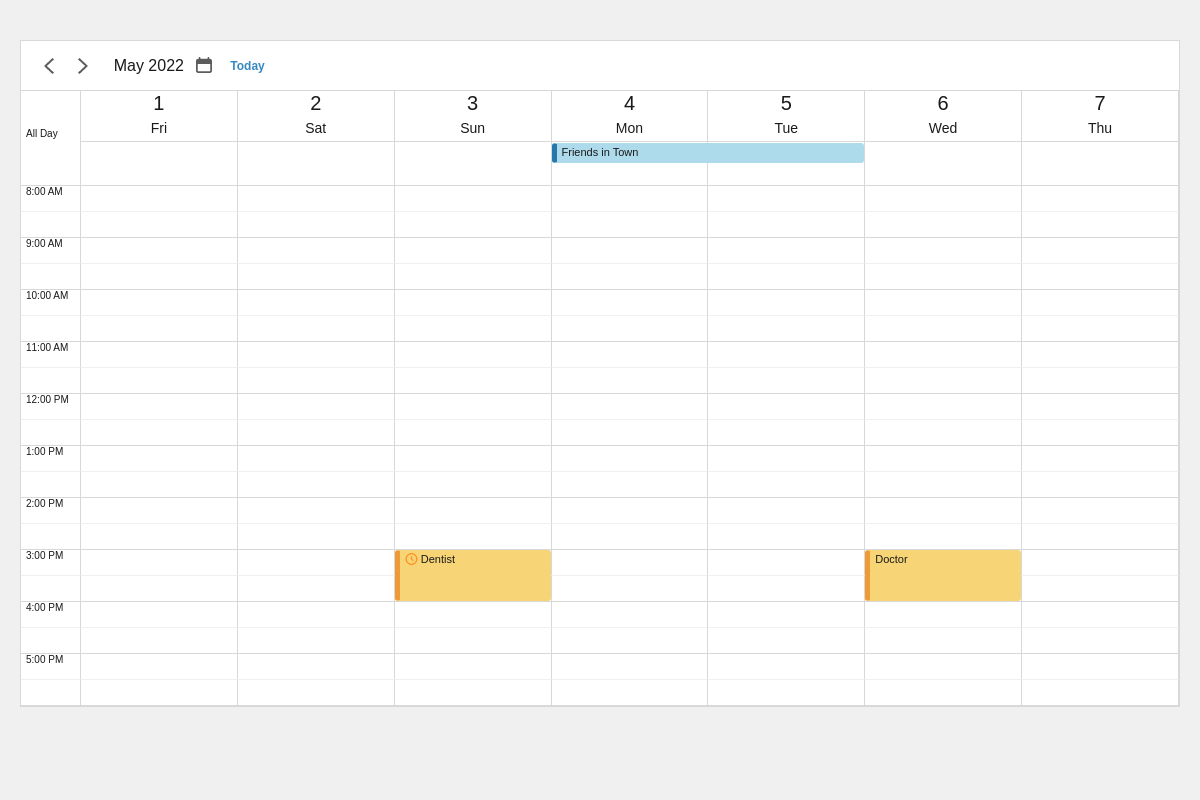 May 2022 Today
1 2 3 4 5 6 7
Fri Sat Sun Mon Tue Wed Thu
All Day
Friends in Town
8:00 AM
9:00 AM
10:00 AM
11:00 AM
12:00 PM
1:00 PM
2:00 PM
3:00 PM
Dentist Doctor
4:00 PM
5:00 PM